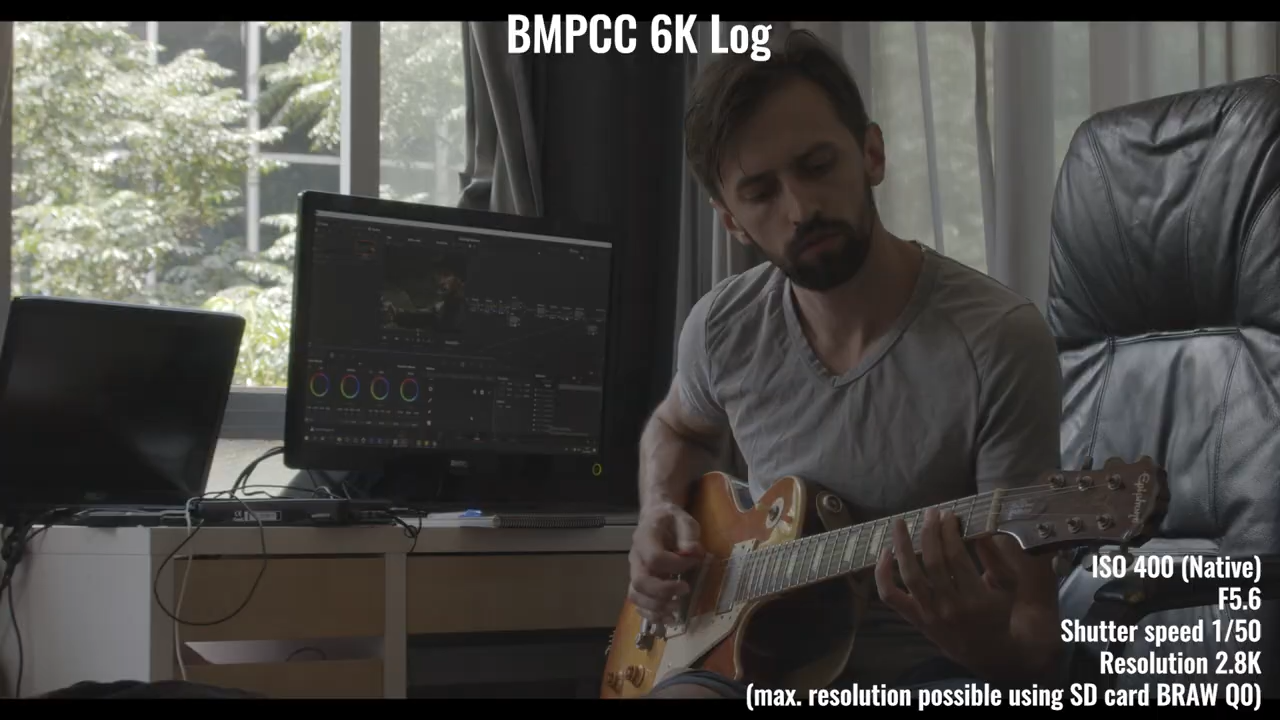 BMPCC 6K Log
Epiphone
ISO 400 (Native)
F5.6
Shutter speed 1/50
Resolution 2.8K
(max. resolution possible using SD card BRAW Q0)